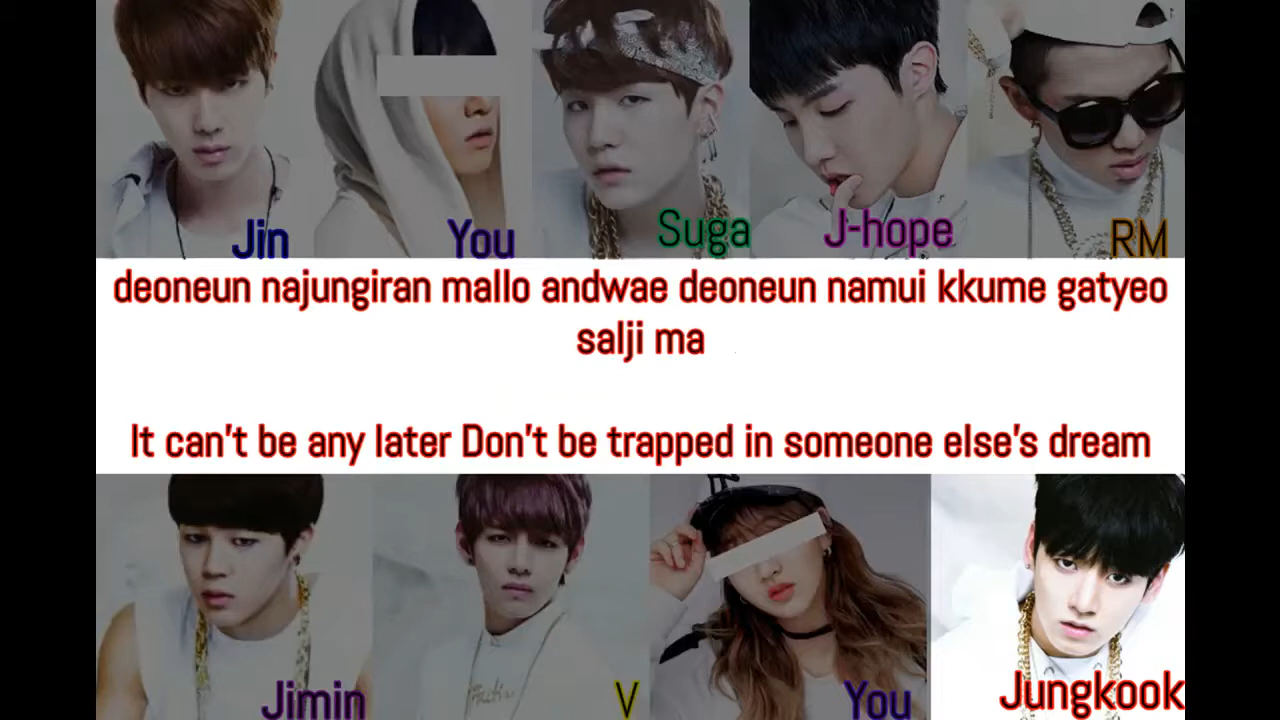 Jin
You
Suga
J-hope
RM
deoneun najungiran mallo andwae deoneun namui kkume gatyeo
salji ma
It can't be any later Don't be trapped in someone else's dream
Jimin
V
You
Jungkook